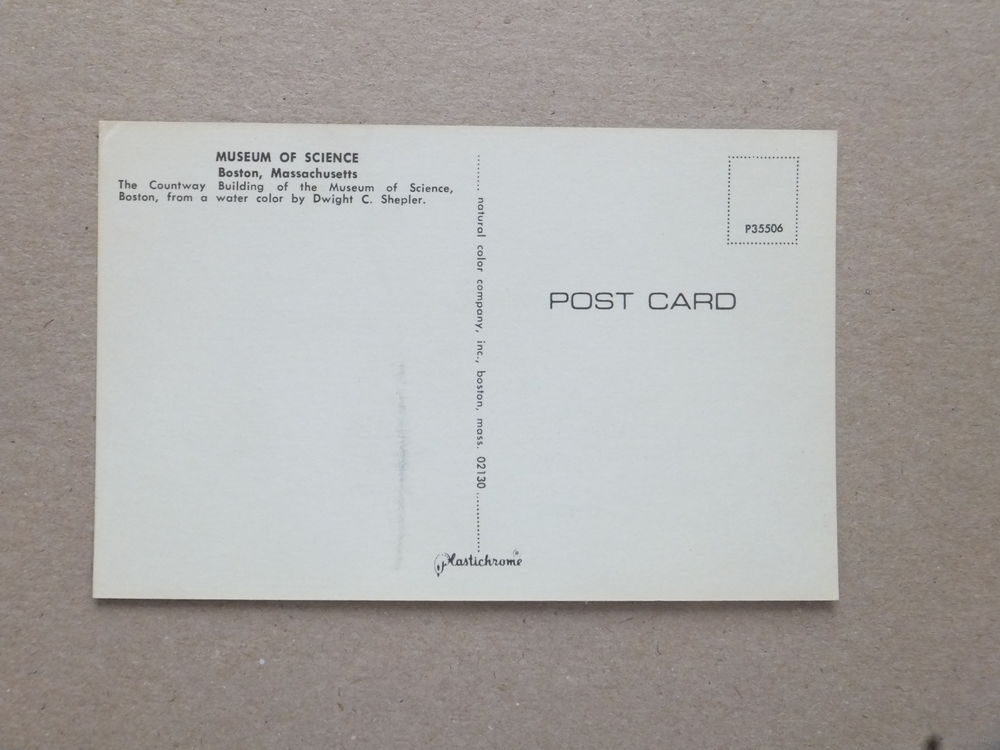 MUSEUM OF SCIENCE
Boston, Massachusetts
The Countway Building of the Museum of Science,
Boston, from a water color by Dwight C. Shepler.
natural color company, inc., boston, mass. 02130
Plastichrome®
P35506
POST CARD